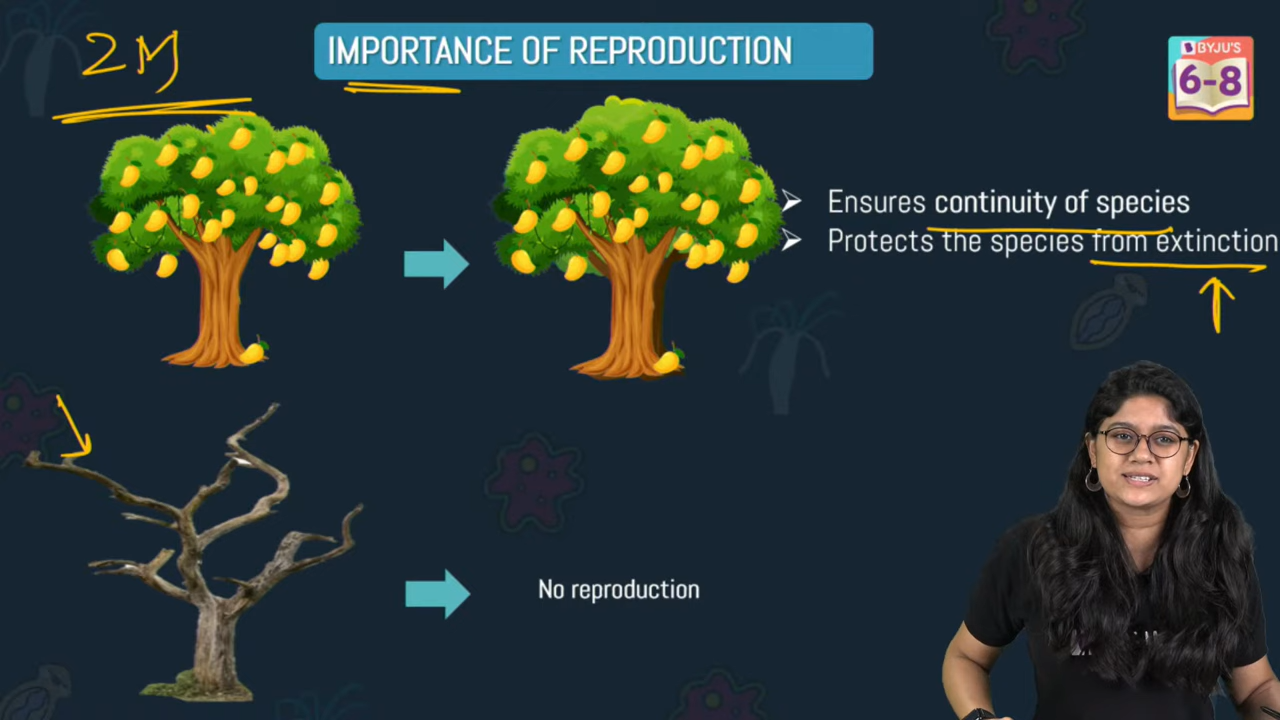 2M
IMPORTANCE OF REPRODUCTION
BYJU'S
6-8
Ensures continuity of species
Protects the species from extinction
No reproduction